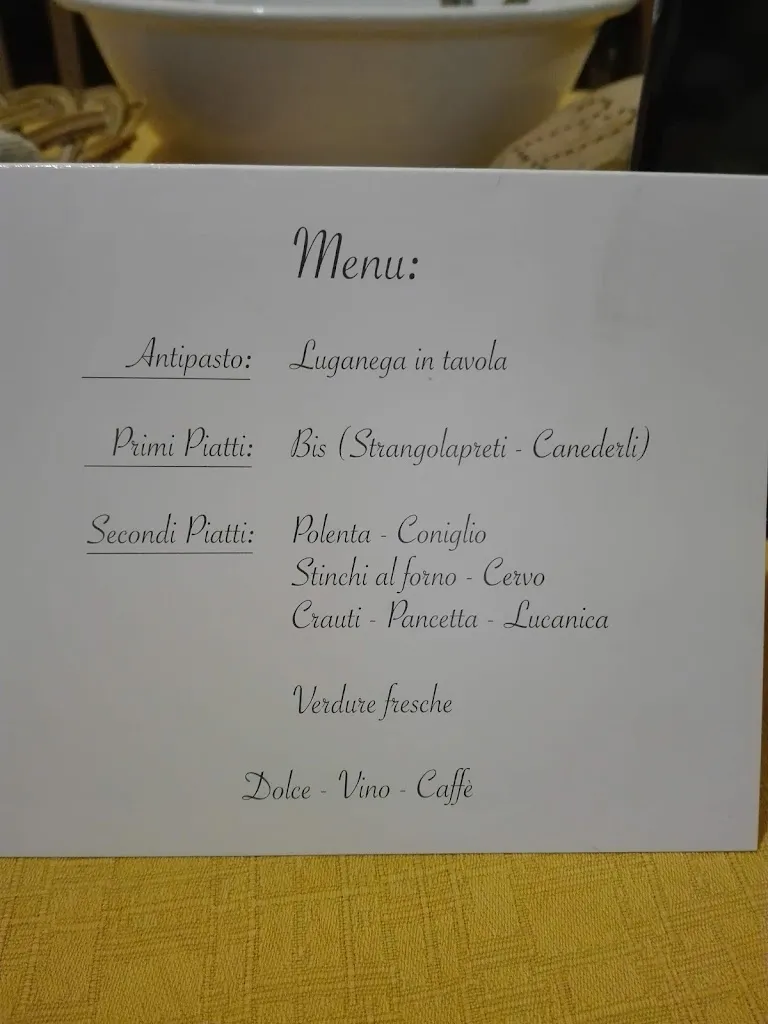 Menu:
Antipasto: Luganega in tavola
Primi Piatti: Bis (Strangolapreti - Canederli)
Secondi Piatti: Polenta - Coniglio
Stinchi al forno - Cervo
Crauti - Pancetta - Lucanica
Verdure fresche
Dolce - Vino - Caffè